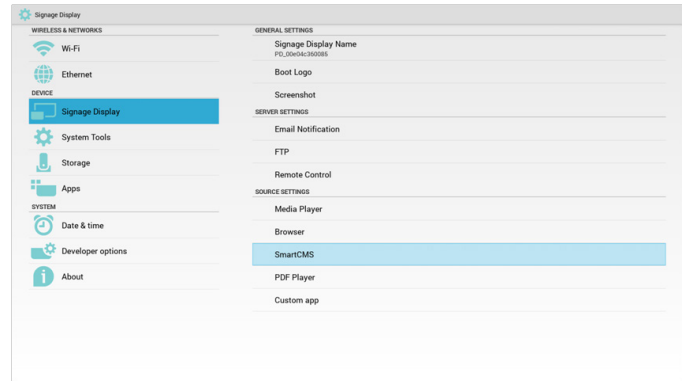 Signage Display
WIRELESS & NETWORKS
Wi-Fi
Ethernet
DEVICE
Signage Display
System Tools
Storage
Apps
SYSTEM
Date & time
Developer options
About
GENERAL SETTINGS
Signage Display Name
PD_00e04c360085
Boot Logo
Screenshot
SERVER SETTINGS
Email Notification
FTP
Remote Control
SOURCE SETTINGS
Media Player
Browser
SmartCMS
PDF Player
Custom app